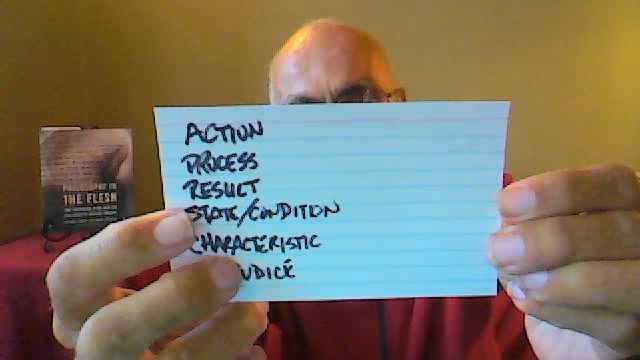 PHILOSOPHY IN
THE FLESH
ACTION
PROCESS
RESULT
STATE/CONDITION
CHARACTERISTIC